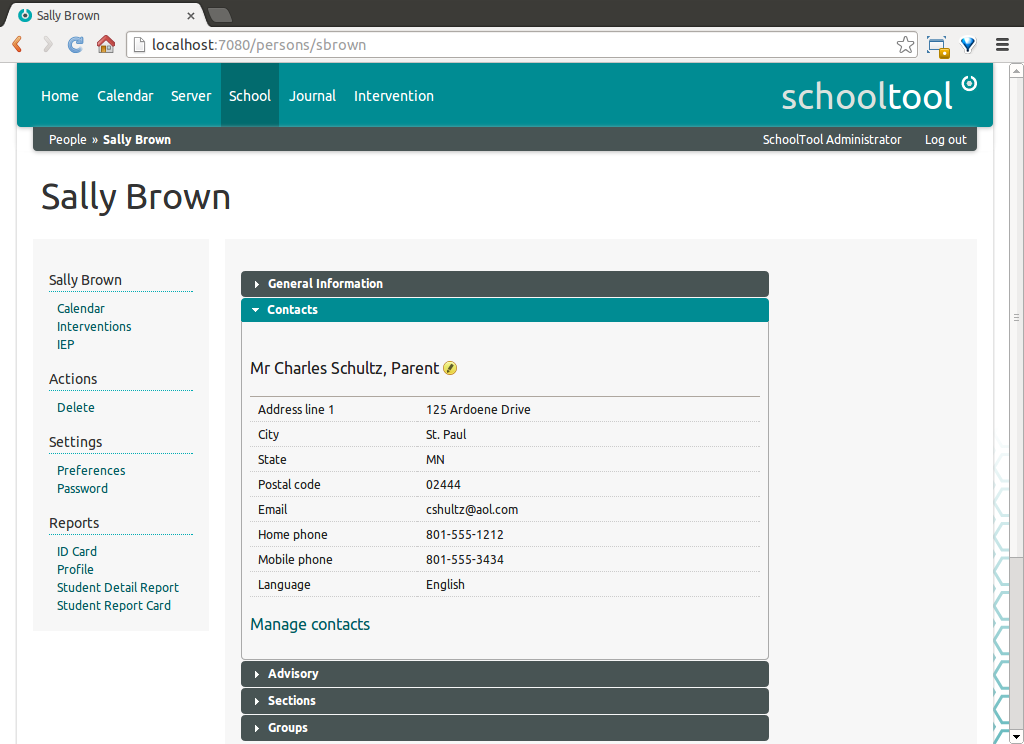 Sally Brown
localhost:7080/persons/sbrown
Home Calendar Server School Journal Intervention
schooltool
People » Sally Brown
SchoolTool Administrator Log out
Sally Brown
Sally Brown
Calendar
Interventions
IEP
Actions
Delete
Settings
Preferences
Password
Reports
ID Card
Profile
Student Detail Report
Student Report Card
General Information
Contacts
Mr Charles Schultz, Parent
Address line 1 125 Ardoene Drive
City St. Paul
State MN
Postal code 02444
Email cshultz@aol.com
Home phone 801-555-1212
Mobile phone 801-555-3434
Language English
Manage contacts
Advisory
Sections
Groups